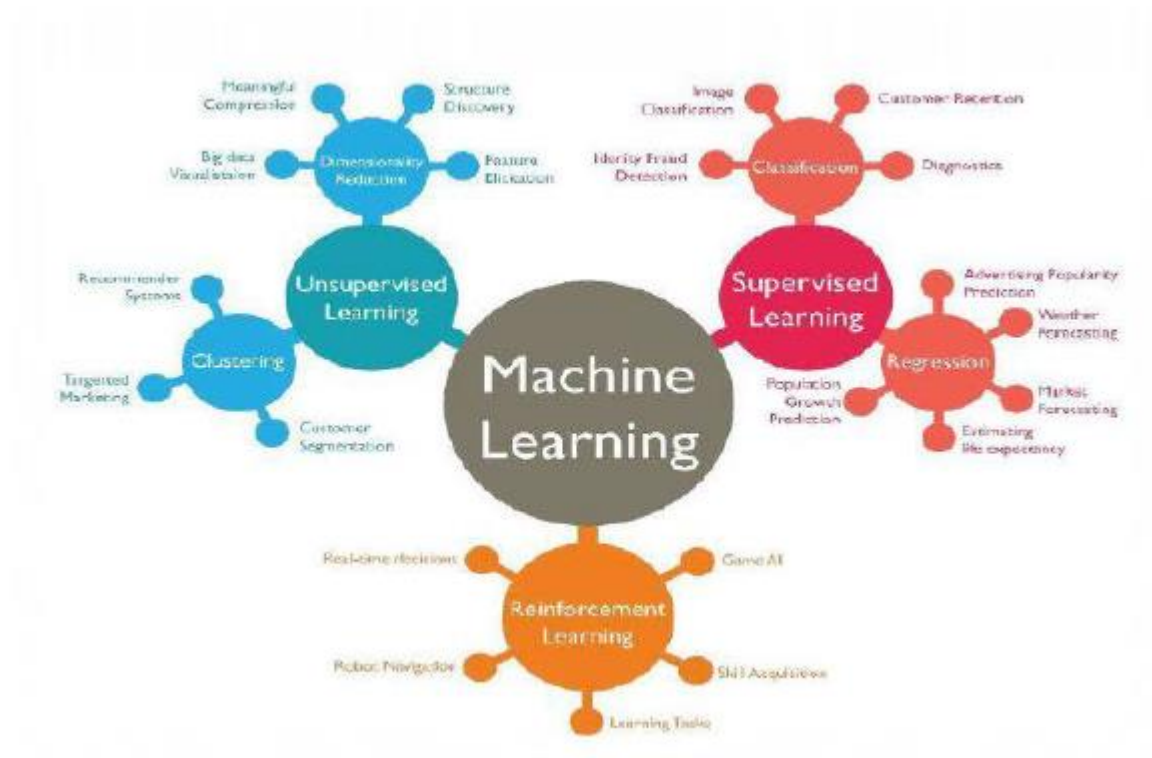 Meaningful
Compression
Structure
Discovery
Big data
Visualistaion
Dimensionality
Reduction
Feature
Elicitation
Unsupervised
Learning
Recommender
Systems
Clustering
Targeted
Marketing
Customer
Segmentation
Machine
Learning
Image
Classification
Customer Retention
Idenity Fraud
Detection
Classification
Diagnostics
Supervised
Learning
Advertising Popularity
Prediction
Weather
Forecasting
Regression
Population
Growth
Prediction
Market
Forecasting
Estimating
life expectancy
Real-time decisions
Game AI
Reinforcement
Learning
Robot Navigation
Skill Acquisition
Learning Tasks